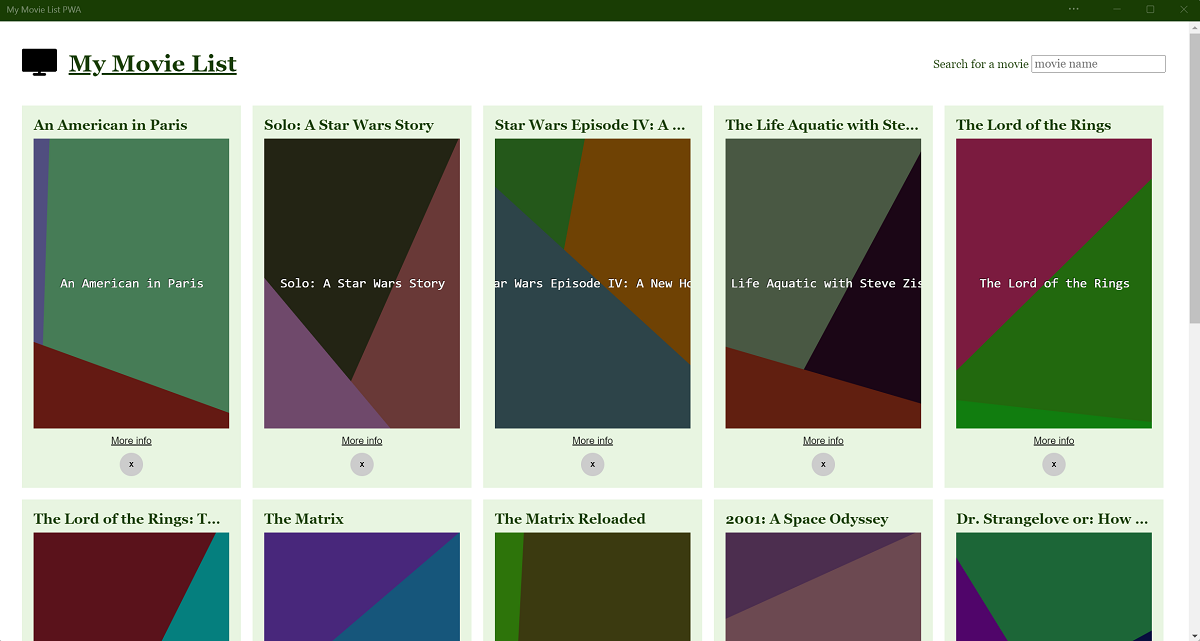 My Movie List PWA
My Movie List
Search for a movie movie name
An American in Paris
Solo: A Star Wars Story
Star Wars Episode IV: A ...
The Life Aquatic with Ste...
The Lord of the Rings
An American in Paris
Solo: A Star Wars Story
ar Wars Episode IV: A New Ho
Life Aquatic with Steve Zis
The Lord of the Rings
More info
More info
More info
More info
More info
x
x
x
x
x
The Lord of the Rings: T...
The Matrix
The Matrix Reloaded
2001: A Space Odyssey
Dr. Strangelove or: How ...